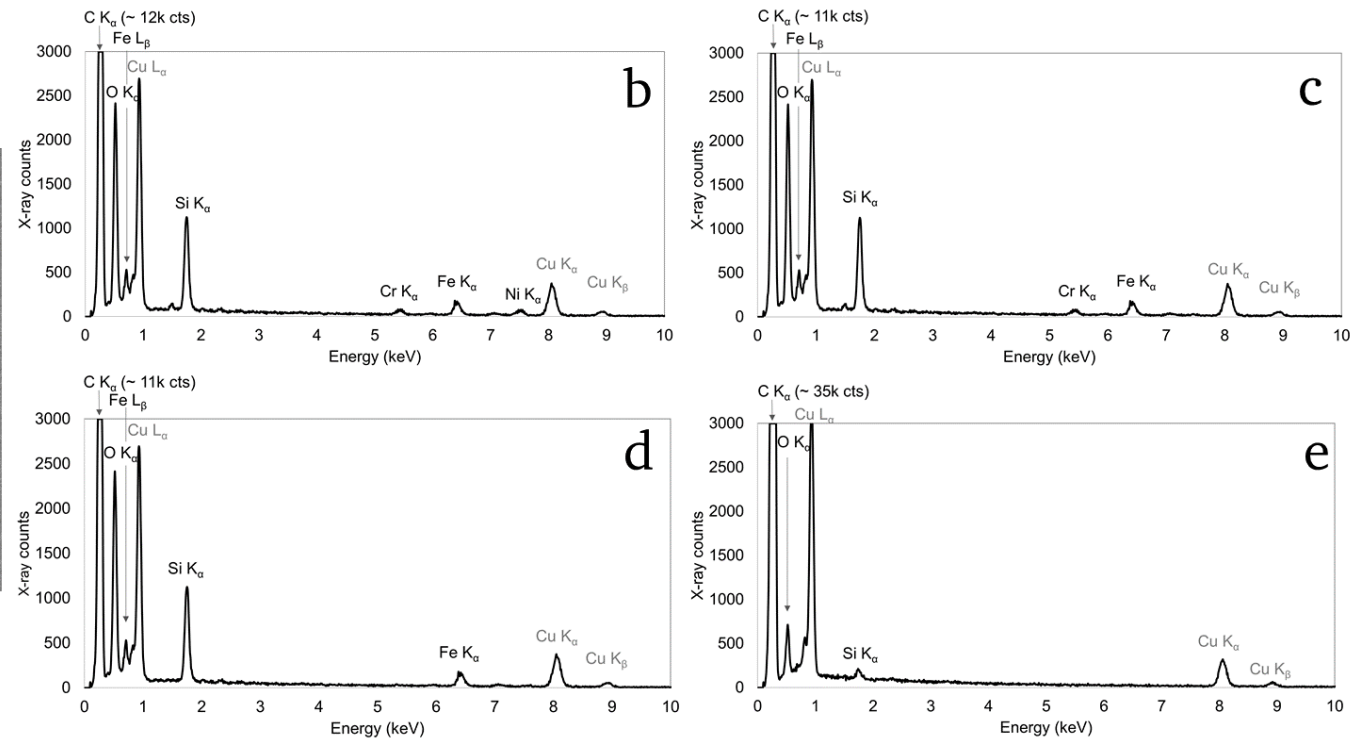 C Kα (~ 12k cts)
Fe Lβ
Cu Lα
O Kα
b
3000
2500
2000
1500
1000
500
0
X-ray counts
Si Kα
Cr Kα
Fe Kα
Ni Kα
Cu Kα
Cu Kβ
0 1 2 3 4 5 6 7 8 9 10
Energy (keV)
C Kα (~ 11k cts)
Fe Lβ
Cu Lα
O Kα
c
3000
2500
2000
1500
1000
500
0
X-ray counts
Si Kα
Cr Kα
Fe Kα
Cu Kα
Cu Kβ
0 1 2 3 4 5 6 7 8 9 10
Energy (keV)
C Kα (~ 11k cts)
Fe Lβ
Cu Lα
O Kα
d
3000
2500
2000
1500
1000
500
0
X-ray counts
Si Kα
Fe Kα
Cu Kα
Cu Kβ
0 1 2 3 4 5 6 7 8 9 10
Energy (keV)
C Kα (~ 35k cts)
Cu Lα
O Kα
e
3000
2500
2000
1500
1000
500
0
X-ray counts
Si Kα
Cu Kα
Cu Kβ
0 1 2 3 4 5 6 7 8 9 10
Energy (keV)